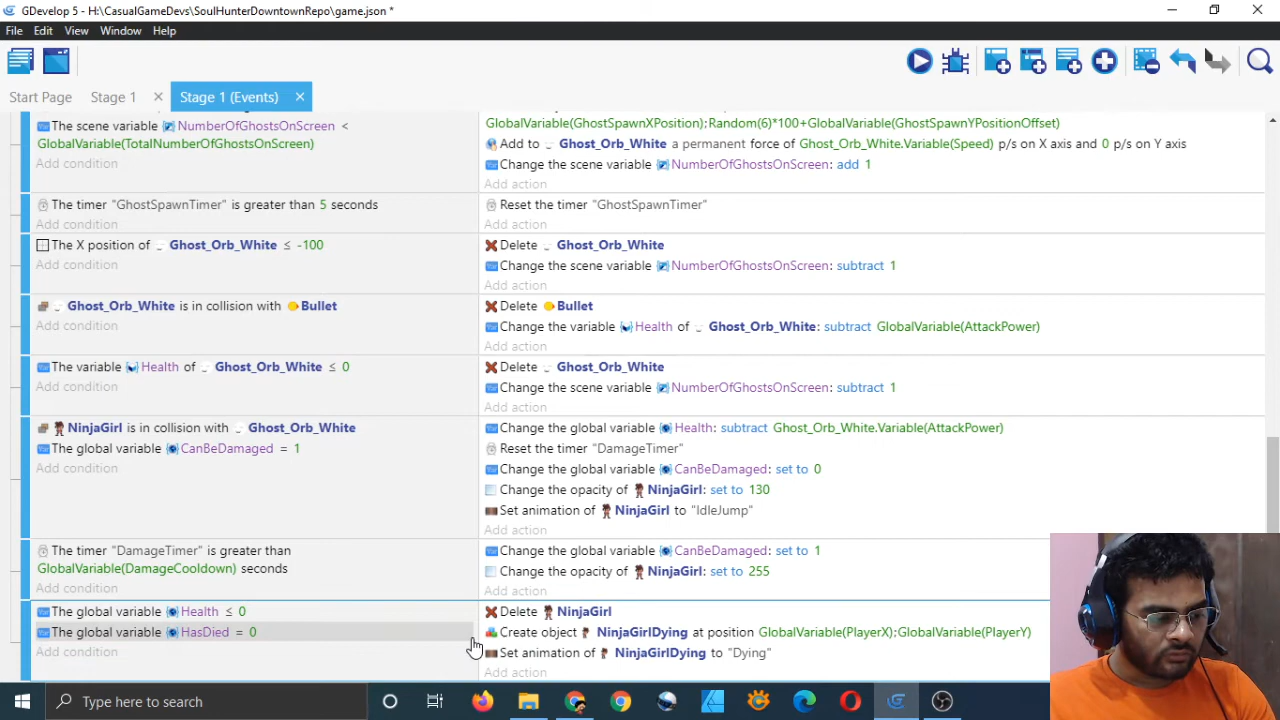 GDevelop 5 - H:\CasualGameDevs\SoulHunterDowntownRepo\game.json *
File Edit View Window Help
Start Page Stage 1 × Stage 1 (Events) ×
GlobalVariable(GhostSpawnXPosition);Random(6)*100+GlobalVariable(GhostSpawnYPositionOffset)
The scene variable NumberOfGhostsOnScreen <
GlobalVariable(TotalNumberOfGhostsOnScreen)
Add condition
Add to Ghost_Orb_White a permanent force of Ghost_Orb_White.Variable(Speed) p/s on X axis and 0 p/s on Y axis
Change the scene variable NumberOfGhostsOnScreen: add 1
Add action
The timer "GhostSpawnTimer" is greater than 5 seconds
Add condition
Reset the timer "GhostSpawnTimer"
Add action
The X position of Ghost_Orb_White ≤ -100
Add condition
Delete Ghost_Orb_White
Change the scene variable NumberOfGhostsOnScreen: subtract 1
Add action
Ghost_Orb_White is in collision with Bullet
Add condition
Delete Bullet
Change the variable Health of Ghost_Orb_White: subtract GlobalVariable(AttackPower)
Add action
The variable Health of Ghost_Orb_White ≤ 0
Add condition
Delete Ghost_Orb_White
Change the scene variable NumberOfGhostsOnScreen: subtract 1
Add action
NinjaGirl is in collision with Ghost_Orb_White
The global variable CanBeDamaged = 1
Add condition
Change the global variable Health: subtract Ghost_Orb_White.Variable(AttackPower)
Reset the timer "DamageTimer"
Change the global variable CanBeDamaged: set to 0
Change the opacity of NinjaGirl: set to 130
Set animation of NinjaGirl to "IdleJump"
Add action
The timer "DamageTimer" is greater than
GlobalVariable(DamageCooldown) seconds
Add condition
Change the global variable CanBeDamaged: set to 1
Change the opacity of NinjaGirl: set to 255
Add action
The global variable Health ≤ 0
The global variable HasDied = 0
Add condition
Delete NinjaGirl
Create object NinjaGirlDying at position GlobalVariable(PlayerX);GlobalVariable(PlayerY)
Set animation of NinjaGirlDying to "Dying"
Add action
Type here to search